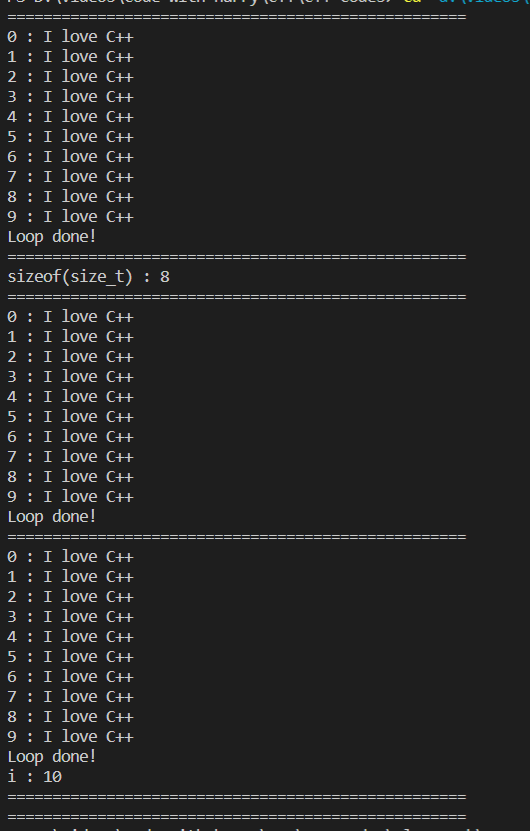 ===================================================
0 : I love C++
1 : I love C++
2 : I love C++
3 : I love C++
4 : I love C++
5 : I love C++
6 : I love C++
7 : I love C++
8 : I love C++
9 : I love C++
Loop done!
===================================================
sizeof(size_t) : 8
===================================================
0 : I love C++
1 : I love C++
2 : I love C++
3 : I love C++
4 : I love C++
5 : I love C++
6 : I love C++
7 : I love C++
8 : I love C++
9 : I love C++
Loop done!
===================================================
0 : I love C++
1 : I love C++
2 : I love C++
3 : I love C++
4 : I love C++
5 : I love C++
6 : I love C++
7 : I love C++
8 : I love C++
9 : I love C++
Loop done!
i : 10
===================================================
===================================================